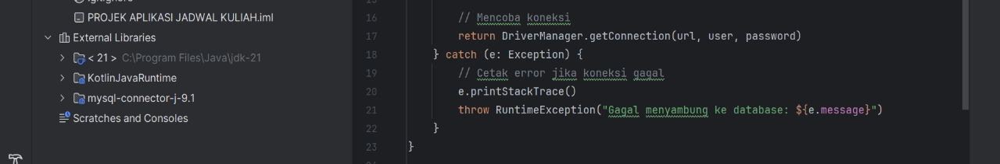 PROJEK APLIKASI JADWAL KULIAH.iml
External Libraries
< 21 > C:\Program Files\Java\jdk-21
KotlinJavaRuntime
mysql-connector-j-9.1
Scratches and Consoles
16 // Mencoba koneksi
17 return DriverManager.getConnection(url, user, password)
18 } catch (e: Exception) {
19 // Cetak error jika koneksi gagal
20 e.printStackTrace()
21 throw RuntimeException("Gagal menyambung ke database: ${e.message}")
22 }
23 }